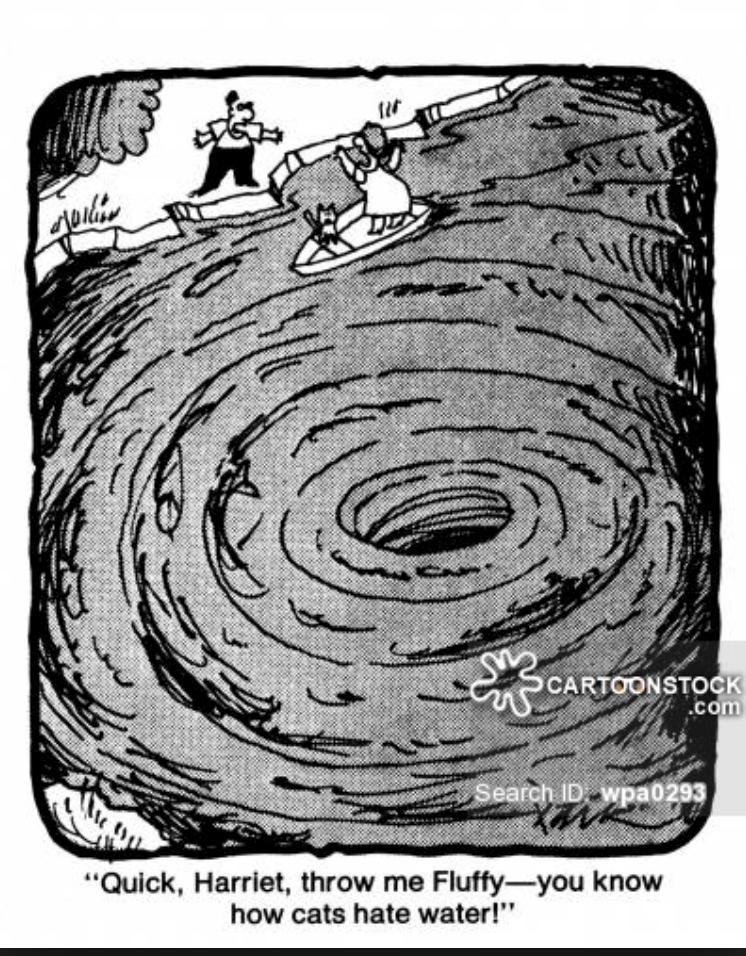 CARTOONSTOCK
.com
Search ID: wpa0293
“Quick, Harriet, throw me Fluffy—you know
how cats hate water!”